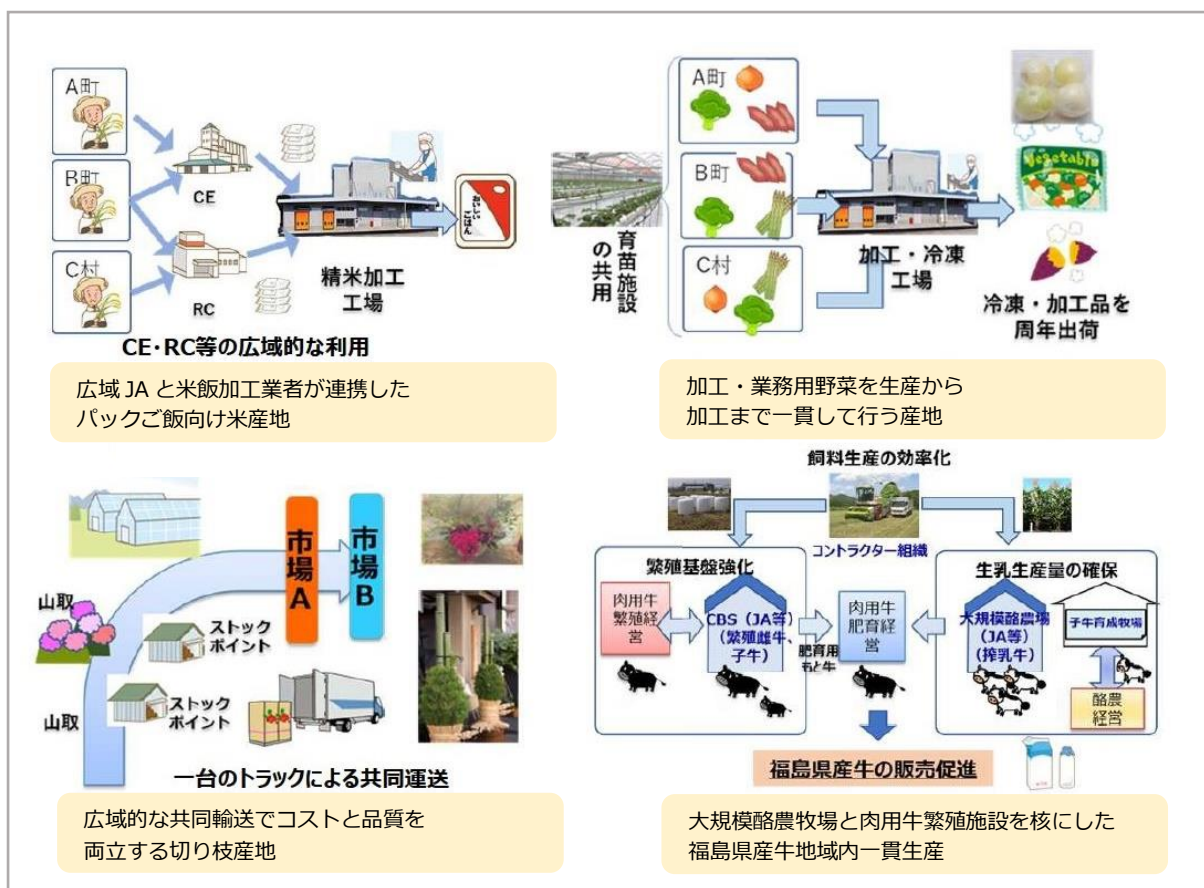 A町
B町
C村
CE
RC
おいしい
ごはん
精米加工
工場
CE・RC等の広域的な利用
広域 JA と米飯加工業者が連携した
パックご飯向け米産地
育苗施設
の共用
A町
B町
C村
加工・冷凍
工場
Vegetable
冷凍・加工品を
周年出荷
加工・業務用野菜を生産から
加工まで一貫して行う産地
市場A
市場B
山取
ストック
ポイント
山取
ストック
ポイント
一台のトラックによる共同運送
広域的な共同輸送でコストと品質を
両立する切り枝産地
飼料生産の効率化
コントラクター組織
繁殖基盤強化
肉用牛
繁殖経
営
CBS（JA等）
（繁殖雌牛、
子牛）
肥育用
もと牛
肉用牛
肥育経
営
生乳生産量の確保
大規模酪農場
（JA等）
（搾乳牛）
子牛育成牧場
酪農
経営
福島県産牛の販売促進
大規模酪農牧場と肉用牛繁殖施設を核にした
福島県産牛地域内一貫生産